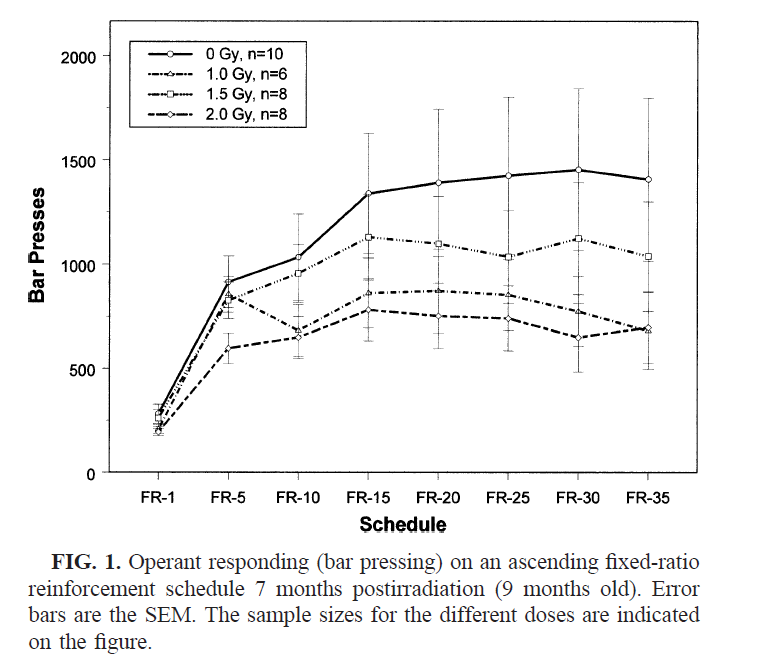 0 Gy, n=10
1.0 Gy, n=6
1.5 Gy, n=8
2.0 Gy, n=8
2000
1500
1000
500
0
Bar Presses
FR-1 FR-5 FR-10 FR-15 FR-20 FR-25 FR-30 FR-35
Schedule
FIG. 1. Operant responding (bar pressing) on an ascending fixed-ratio
reinforcement schedule 7 months postirradiation (9 months old). Error
bars are the SEM. The sample sizes for the different doses are indicated
on the figure.